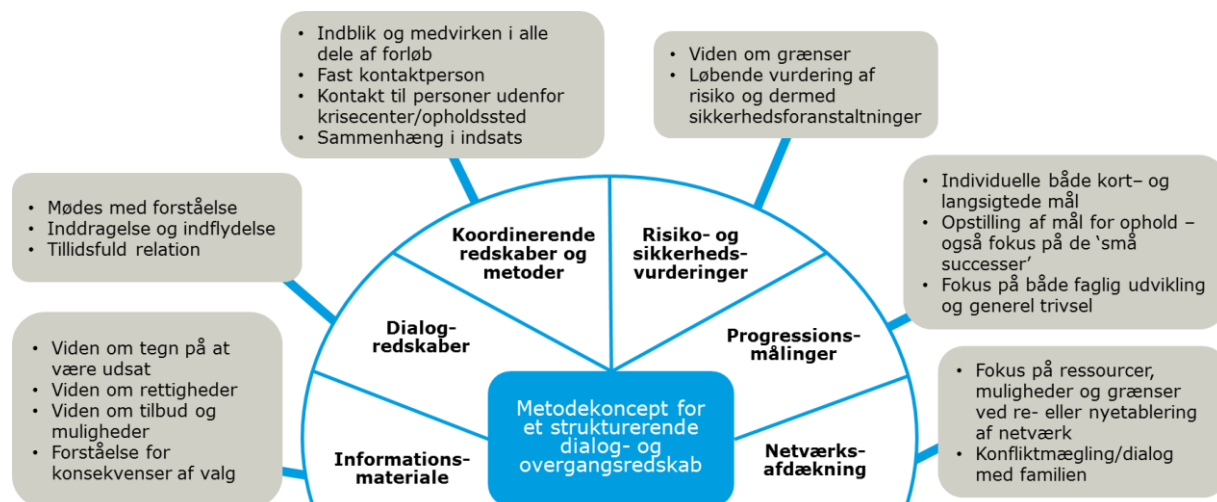 • Indblik og medvirken i alle
dele af forløb
• Fast kontaktperson
• Kontakt til personer udenfor
krisecenter/opholdssted
• Sammenhæng i indsats
• Viden om grænser
• Løbende vurdering af
risiko og dermed
sikkerhedsforanstaltninger
• Mødes med forståelse
• Inddragelse og indflydelse
• Tillidsfuld relation
• Individuelle både kort– og
langsigtede mål
• Opstilling af mål for ophold –
også fokus på de ‘små
successer’
• Fokus på både faglig udvikling
og generel trivsel
• Viden om tegn på at
være udsat
• Viden om rettigheder
• Viden om tilbud og
muligheder
• Forståelse for
konsekvenser af valg
• Fokus på ressourcer,
muligheder og grænser
ved re- eller nyetablering
af netværk
• Konfliktmægling/dialog
med familien
Informations-
materiale
Dialog-
redskaber
Koordinerende
redskaber og
metoder
Risiko- og
sikkerheds-
vurderinger
Progressions-
målinger
Netværks-
afdækning
Metodekoncept for
et strukturerende
dialog- og
overgangsredskab